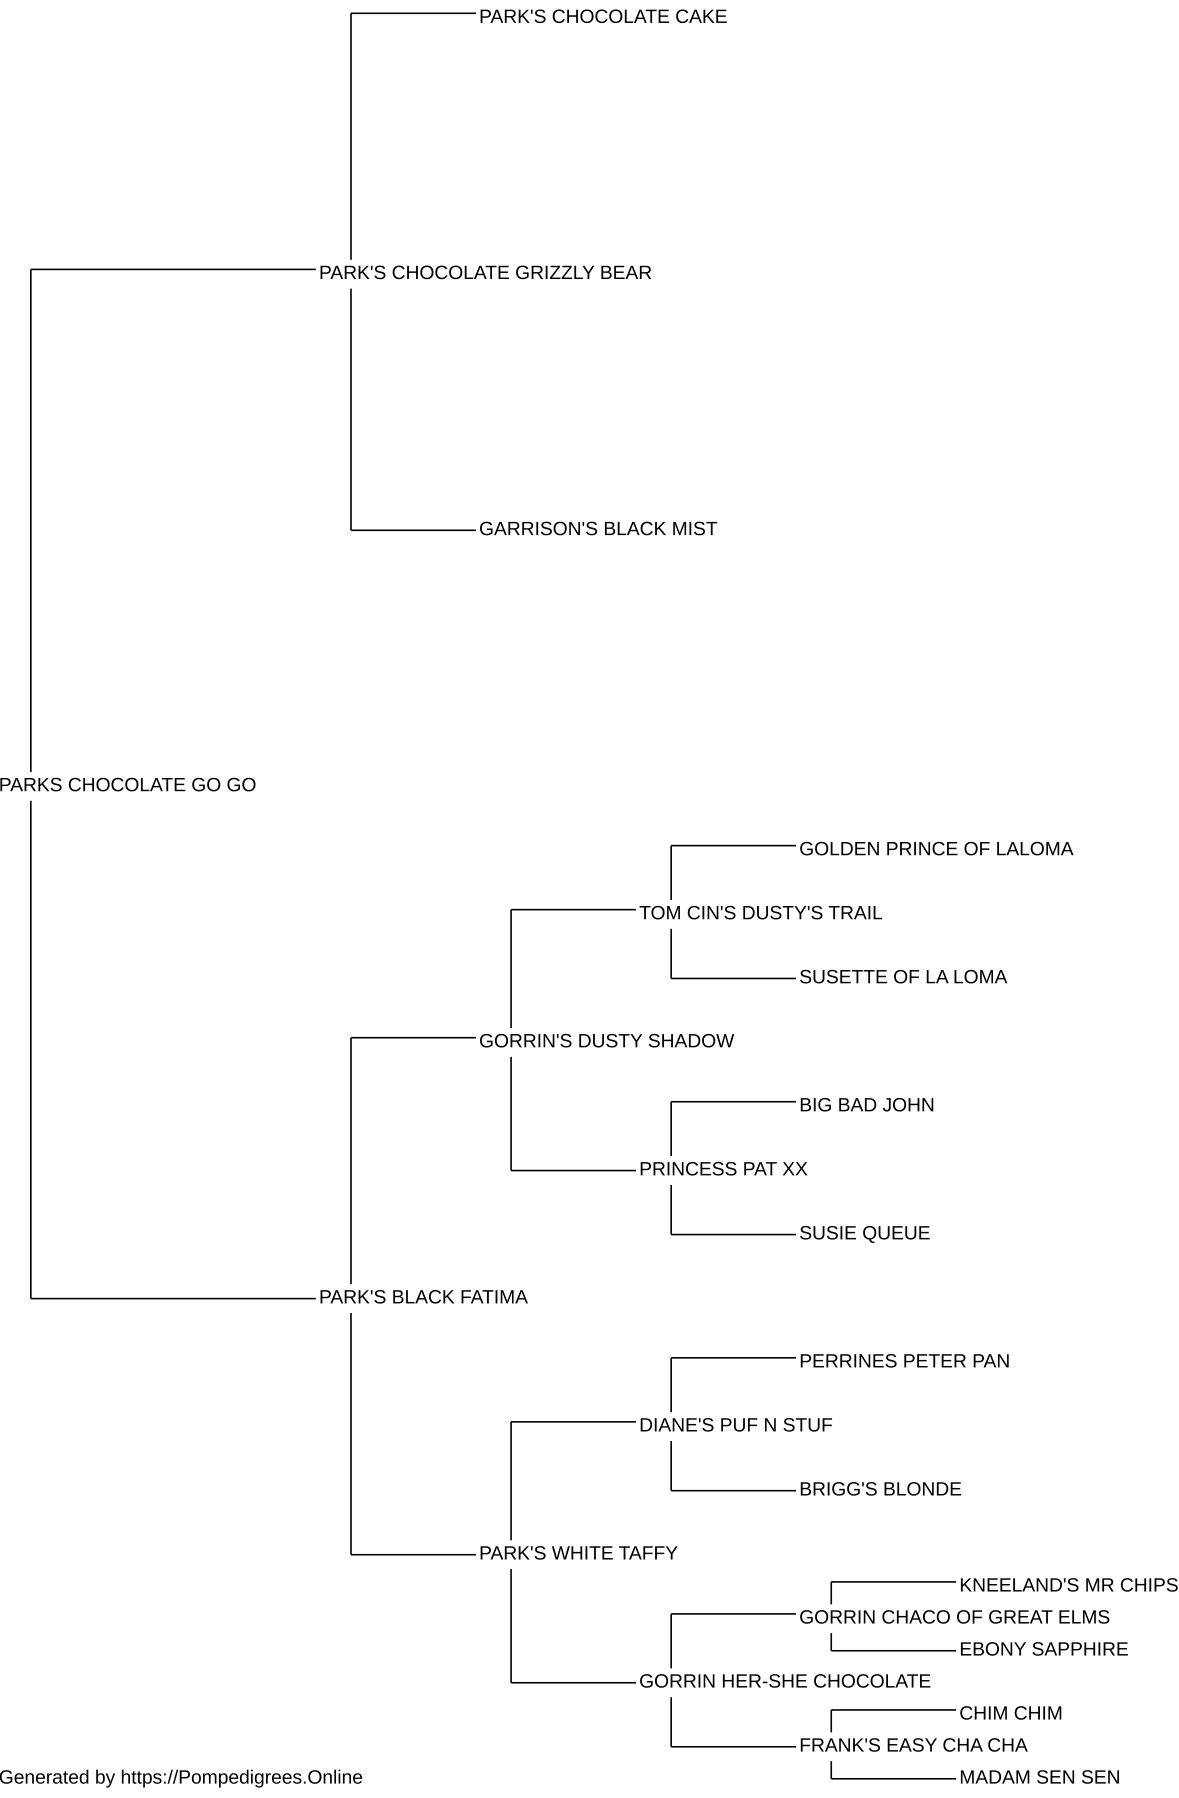 PARK'S CHOCOLATE CAKE
PARK'S CHOCOLATE GRIZZLY BEAR
GARRISON'S BLACK MIST
PARKS CHOCOLATE GO GO
GOLDEN PRINCE OF LALOMA
TOM CIN'S DUSTY'S TRAIL
SUSETTE OF LA LOMA
GORRIN'S DUSTY SHADOW
BIG BAD JOHN
PRINCESS PAT XX
SUSIE QUEUE
PARK'S BLACK FATIMA
PERRINES PETER PAN
DIANE'S PUF N STUF
BRIGG'S BLONDE
PARK'S WHITE TAFFY
KNEELAND'S MR CHIPS
GORRIN CHACO OF GREAT ELMS
EBONY SAPPHIRE
GORRIN HER-SHE CHOCOLATE
CHIM CHIM
FRANK'S EASY CHA CHA
MADAM SEN SEN
Generated by https://Pompedigrees.Online